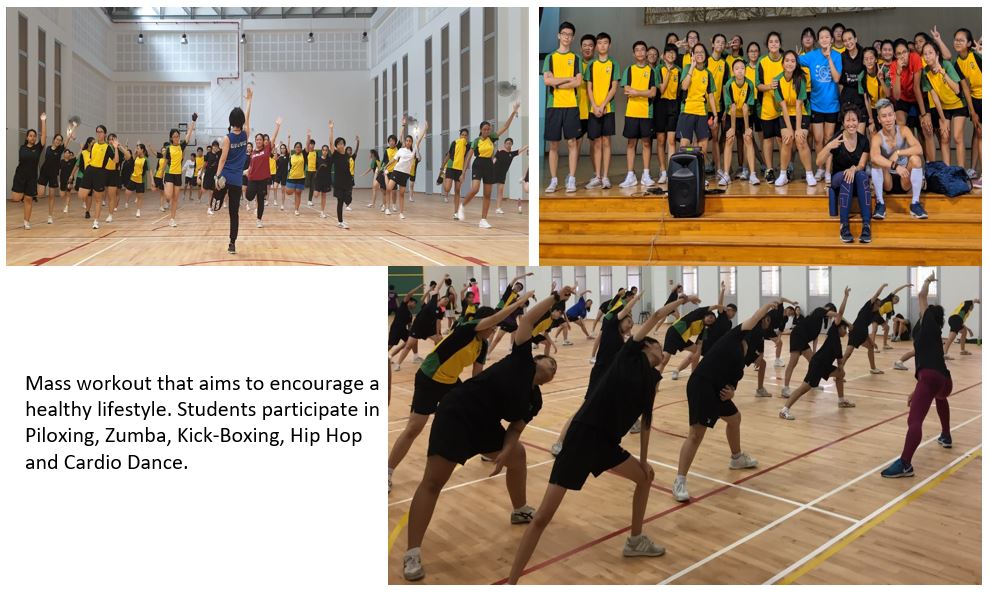 Mass workout that aims to encourage a
healthy lifestyle. Students participate in
Piloxing, Zumba, Kick-Boxing, Hip Hop
and Cardio Dance.